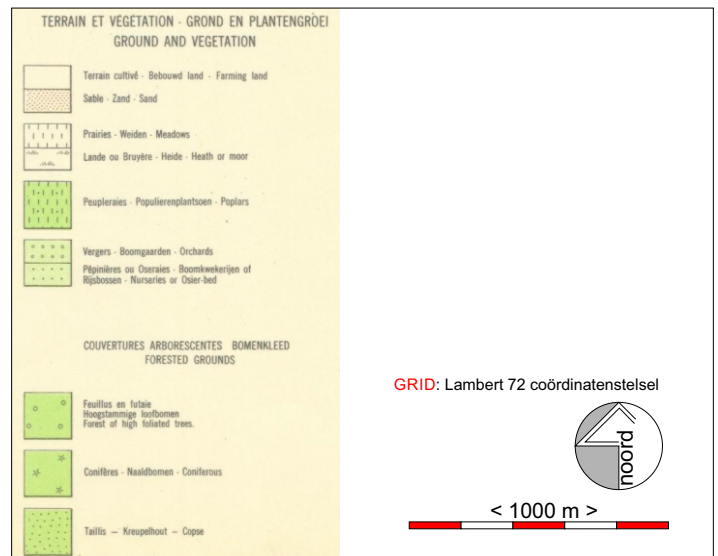 TERRAIN ET VÉGÉTATION - GROND EN PLANTENGROEI
GROUND AND VEGETATION
Terrain cultivé - Bebouwd land - Farming land
Sable - Zand - Sand
Prairies - Weiden - Meadows
Lande ou Bruyère - Heide - Heath or moor
Peupleraies - Populierenplantsoen - Poplars
Vergers - Boomgaarden - Orchards
Pépinières ou Oseraies - Boomkwekerijen of
Rijsbossen - Nurseries or Osier-bed
COUVERTURES ARBORESCENTES BOMENKLEED
FORESTED GROUNDS
Feuillus en futaie
Hoogstammige loofbomen
Forest of high foliated trees.
Conifères - Naaldbomen - Coniferous
Taillis – Kreupelhout – Copse
GRID: Lambert 72 coördinatenstelsel
noord
< 1000 m >